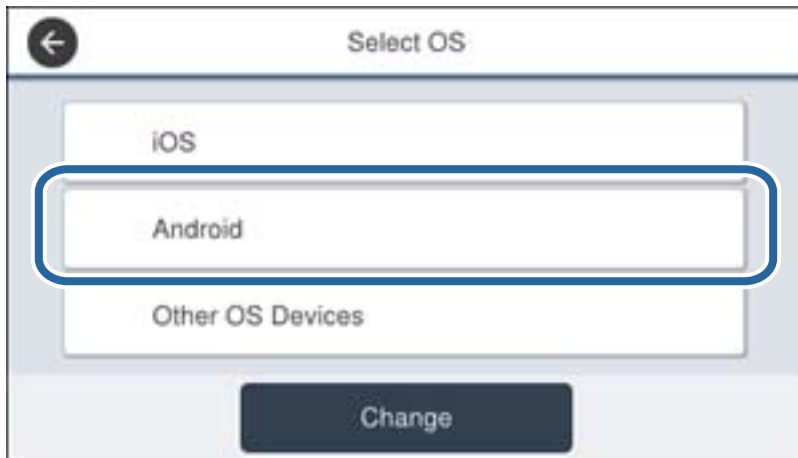 Select OS
iOS
Android
Other OS Devices
Change